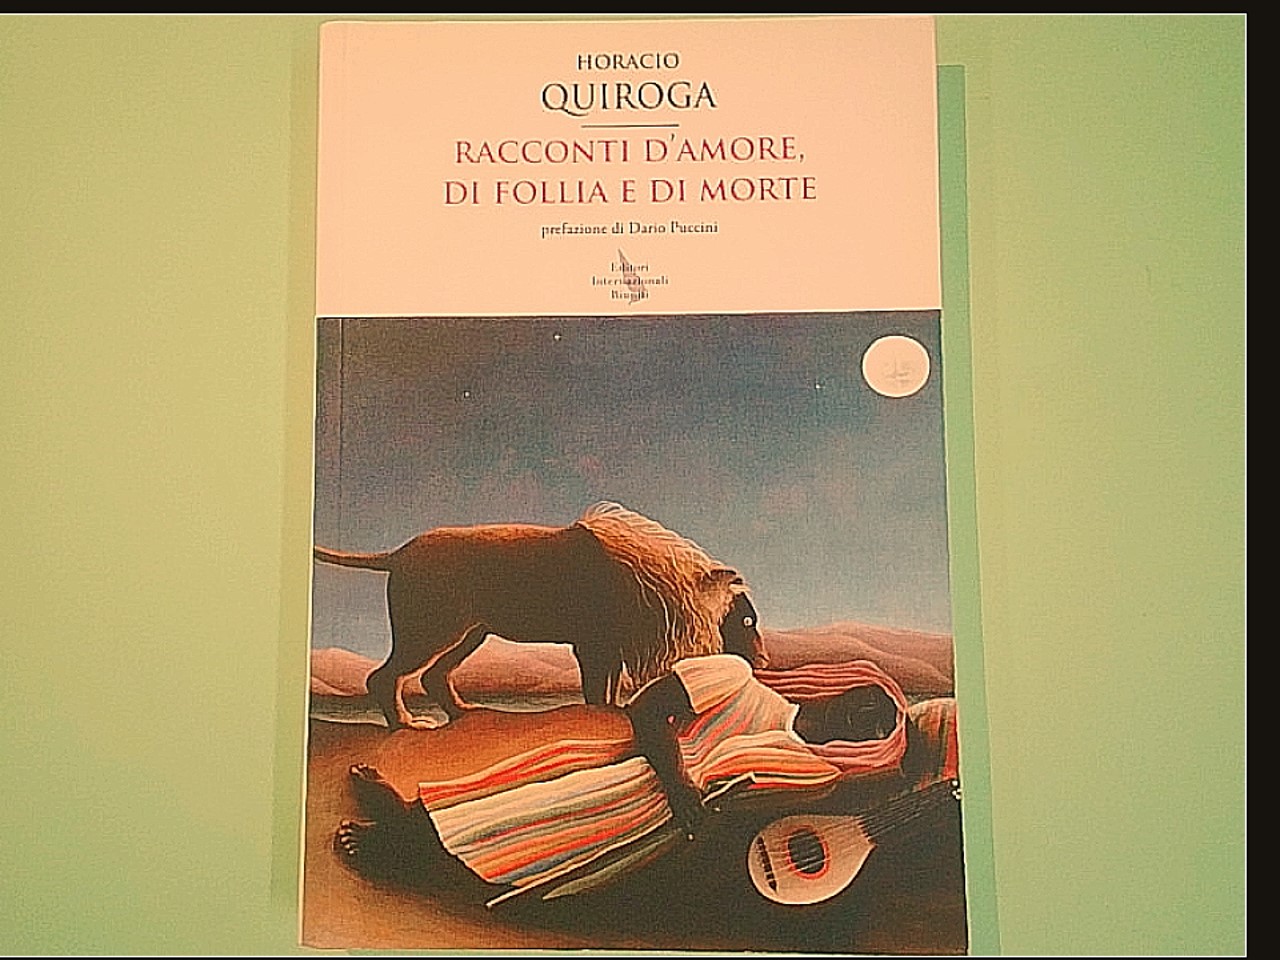 HORACIO
QUIROGA
RACCONTI D'AMORE,
DI FOLLIA E DI MORTE
prefazione di Dario Puccini
Editori
Internazionali
Riuniti